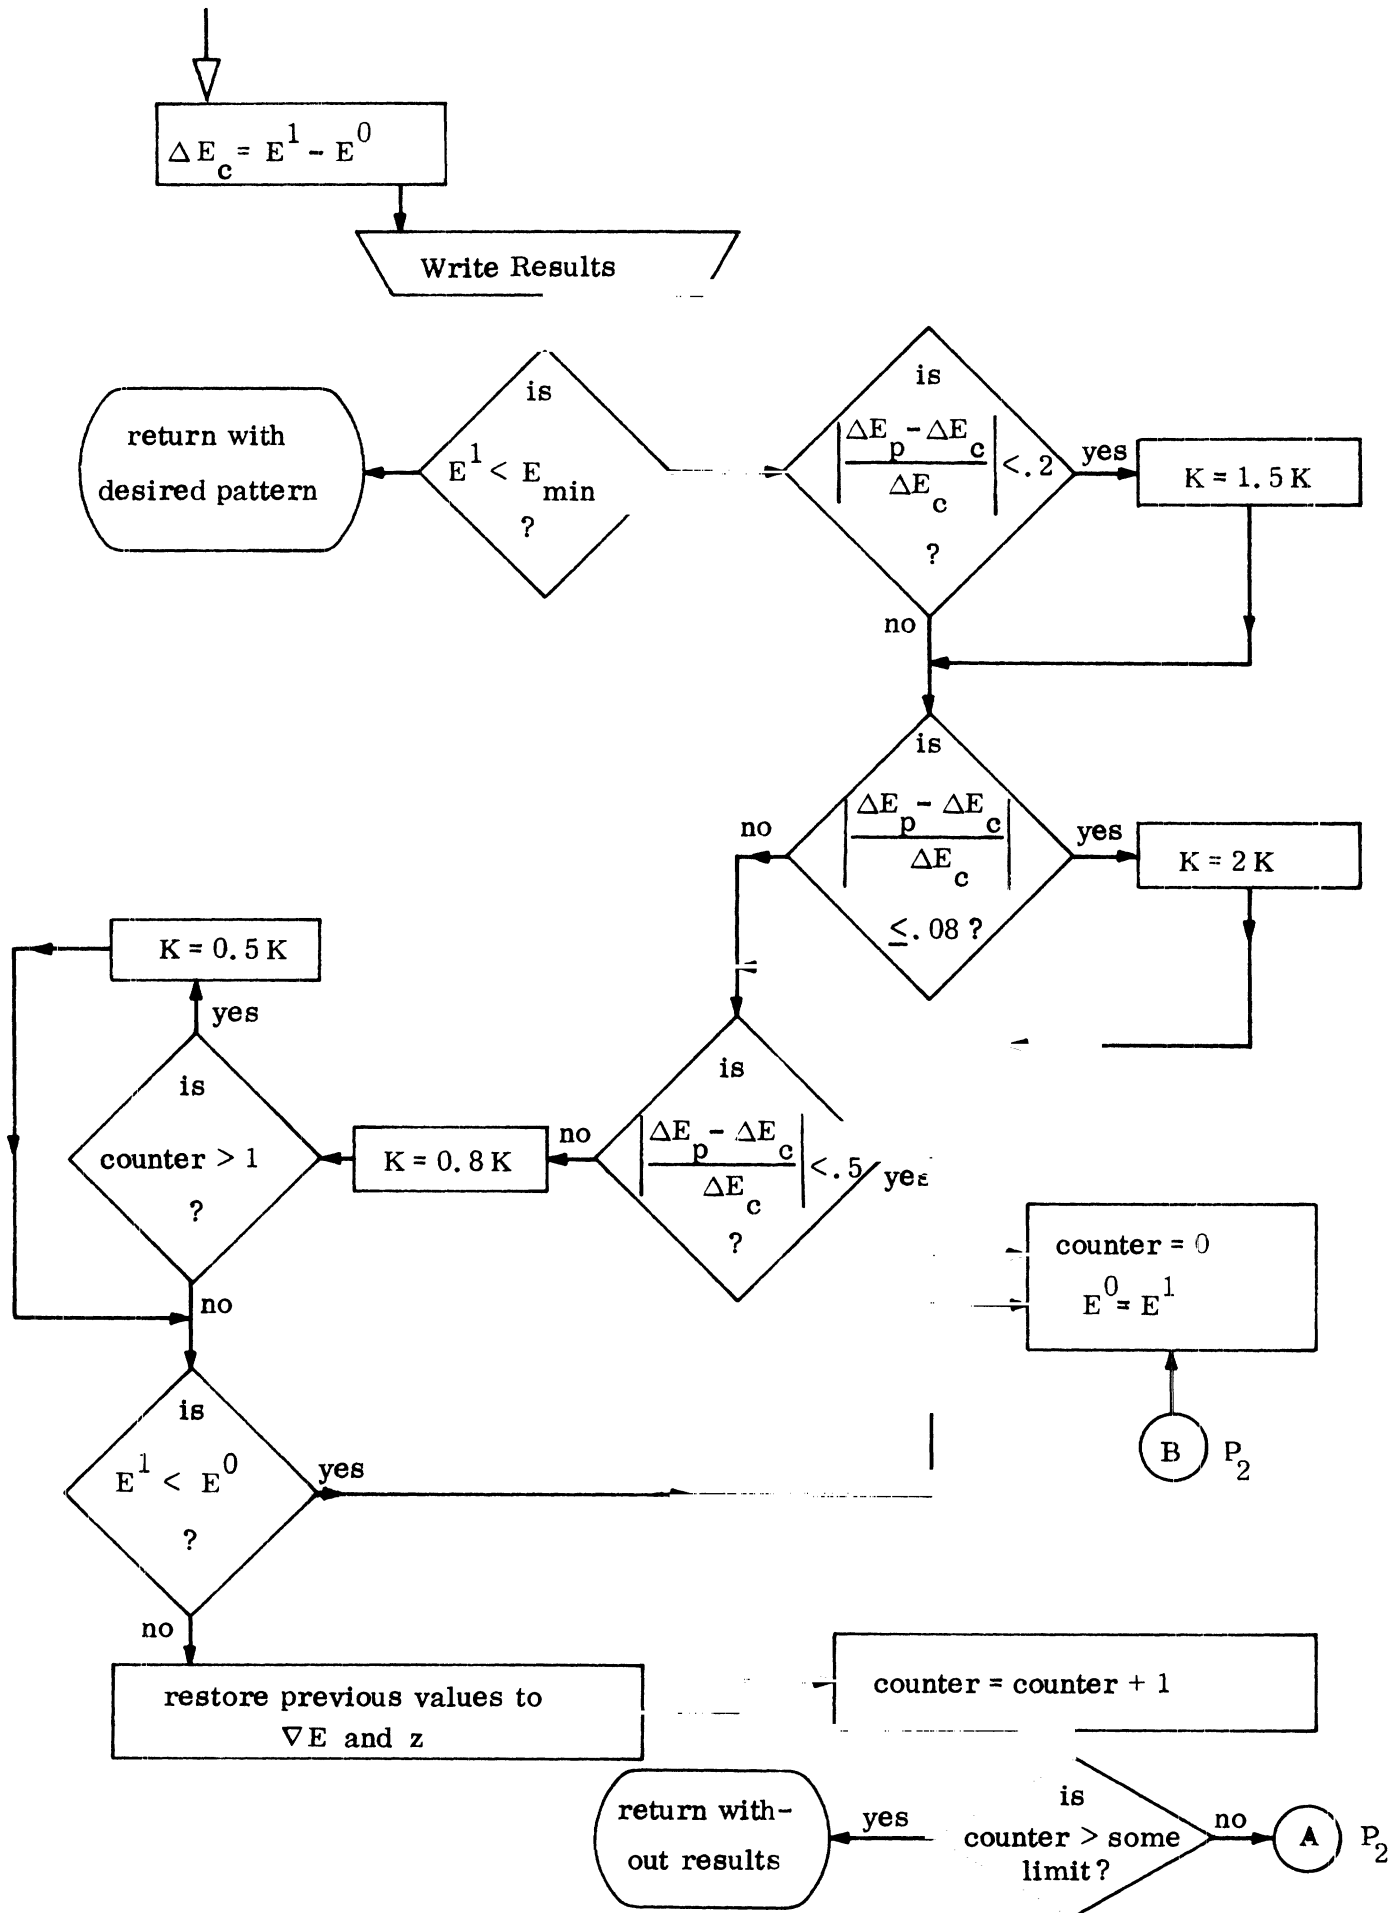 ΔE_c = E^1 - E^0
Write Results
is
E^1 < E_min
?
return with
desired pattern
is
|ΔE_p - ΔE_c / ΔE_c| < .2
?
yes
K = 1.5 K
no
is
|ΔE_p - ΔE_c / ΔE_c|
≤ .08 ?
yes
K = 2 K
no
is
|ΔE_p - ΔE_c / ΔE_c| < .5
?
yes
no
K = 0.8 K
is
counter > 1
?
yes
K = 0.5 K
no
counter = 0
E^0 = E^1
B P_2
is
E^1 < E^0
?
yes
no
restore previous values to
∇E and z
counter = counter + 1
is
counter > some
limit ?
yes
return with-
out results
no
A P_2